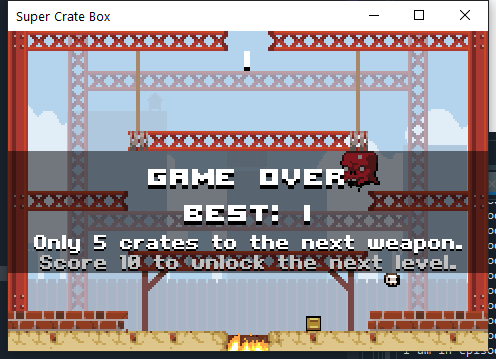 Super Crate Box
1
GAME OVER
BEST: 1
Only 5 crates to the next weapon.
Score 10 to unlock the next level.